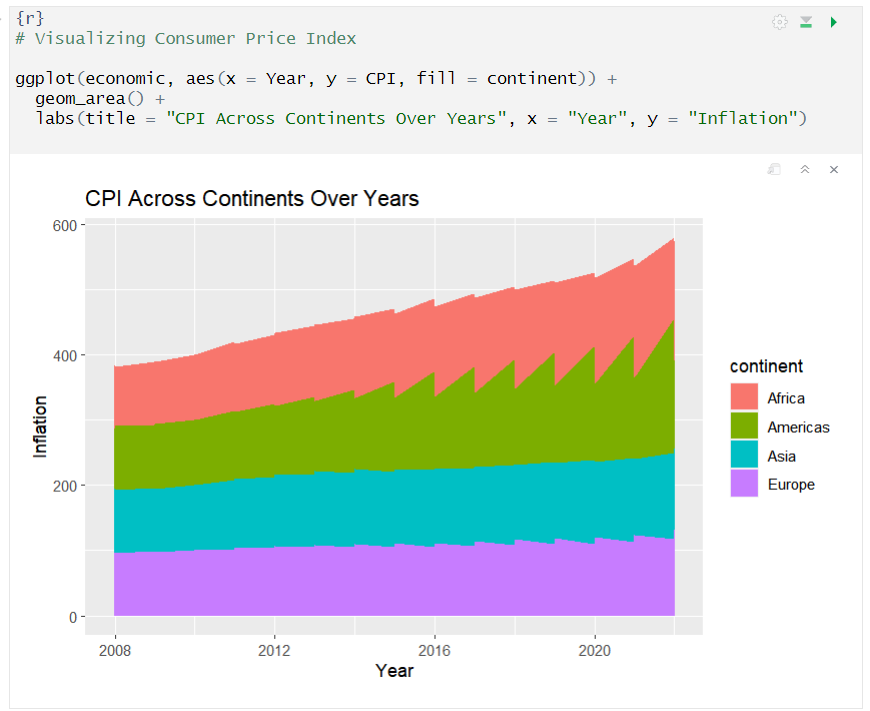 {r}
# Visualizing Consumer Price Index
ggplot(economic, aes(x = Year, y = CPI, fill = continent)) +
  geom_area() +
  labs(title = "CPI Across Continents Over Years", x = "Year", y = "Inflation")
CPI Across Continents Over Years
600
400
200
0
Inflation
2008 2012 2016 2020
Year
continent
Africa
Americas
Asia
Europe